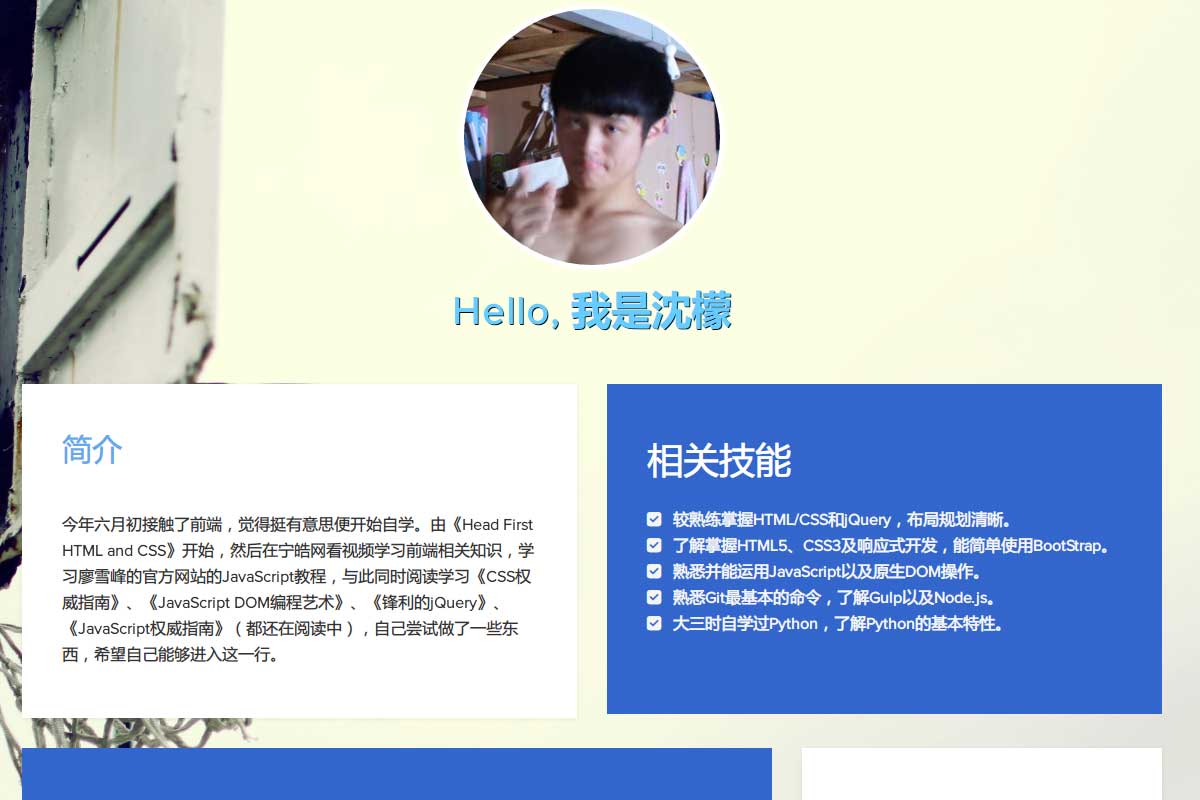 Hello, 我是沈檬
简介
今年六月初接触了前端，觉得挺有意思便开始自学。由《Head First
HTML and CSS》开始，然后在宁皓网看视频学习前端相关知识，学
习廖雪峰的官方网站的JavaScript教程，与此同时阅读学习《CSS权
威指南》、《JavaScript DOM编程艺术》、《锋利的jQuery》、
《JavaScript权威指南》（都还在阅读中），自己尝试做了一些东
西，希望自己能够进入这一行。
相关技能
较熟练掌握HTML/CSS和jQuery，布局规划清晰。
了解掌握HTML5、CSS3及响应式开发，能简单使用BootStrap。
熟悉并能运用JavaScript以及原生DOM操作。
熟悉Git最基本的命令，了解Gulp以及Node.js。
大三时自学过Python，了解Python的基本特性。